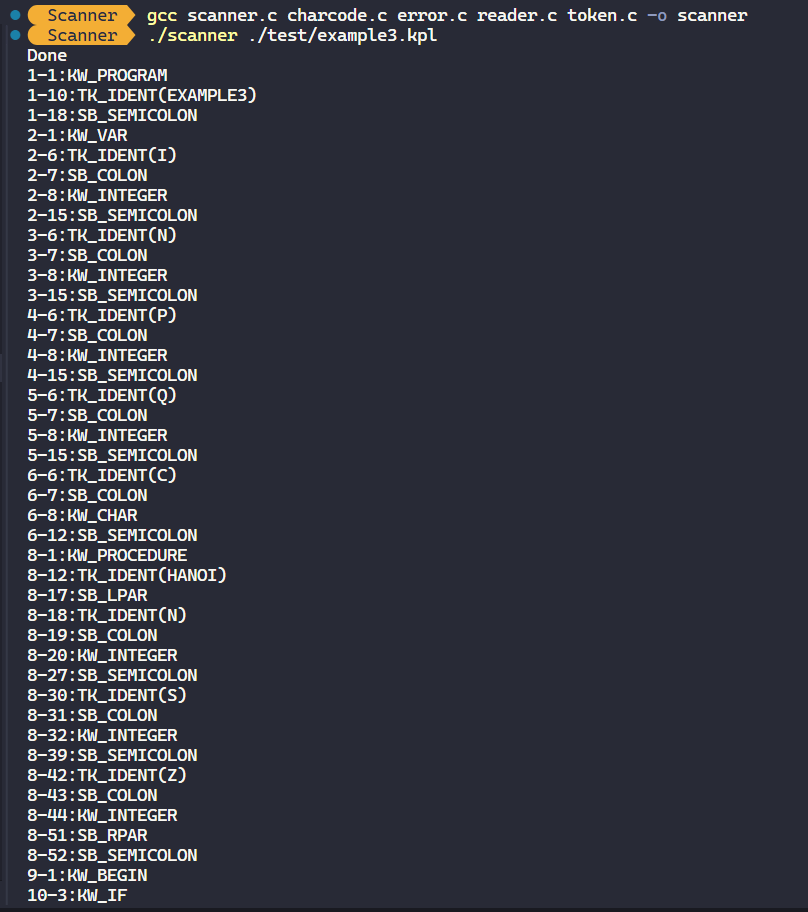 Scanner gcc scanner.c charcode.c error.c reader.c token.c -o scanner
Scanner ./scanner ./test/example3.kpl
Done
1-1:KW_PROGRAM
1-10:TK_IDENT(EXAMPLE3)
1-18:SB_SEMICOLON
2-1:KW_VAR
2-6:TK_IDENT(I)
2-7:SB_COLON
2-8:KW_INTEGER
2-15:SB_SEMICOLON
3-6:TK_IDENT(N)
3-7:SB_COLON
3-8:KW_INTEGER
3-15:SB_SEMICOLON
4-6:TK_IDENT(P)
4-7:SB_COLON
4-8:KW_INTEGER
4-15:SB_SEMICOLON
5-6:TK_IDENT(Q)
5-7:SB_COLON
5-8:KW_INTEGER
5-15:SB_SEMICOLON
6-6:TK_IDENT(C)
6-7:SB_COLON
6-8:KW_CHAR
6-12:SB_SEMICOLON
8-1:KW_PROCEDURE
8-12:TK_IDENT(HANOI)
8-17:SB_LPAR
8-18:TK_IDENT(N)
8-19:SB_COLON
8-20:KW_INTEGER
8-27:SB_SEMICOLON
8-30:TK_IDENT(S)
8-31:SB_COLON
8-32:KW_INTEGER
8-39:SB_SEMICOLON
8-42:TK_IDENT(Z)
8-43:SB_COLON
8-44:KW_INTEGER
8-51:SB_RPAR
8-52:SB_SEMICOLON
9-1:KW_BEGIN
10-3:KW_IF